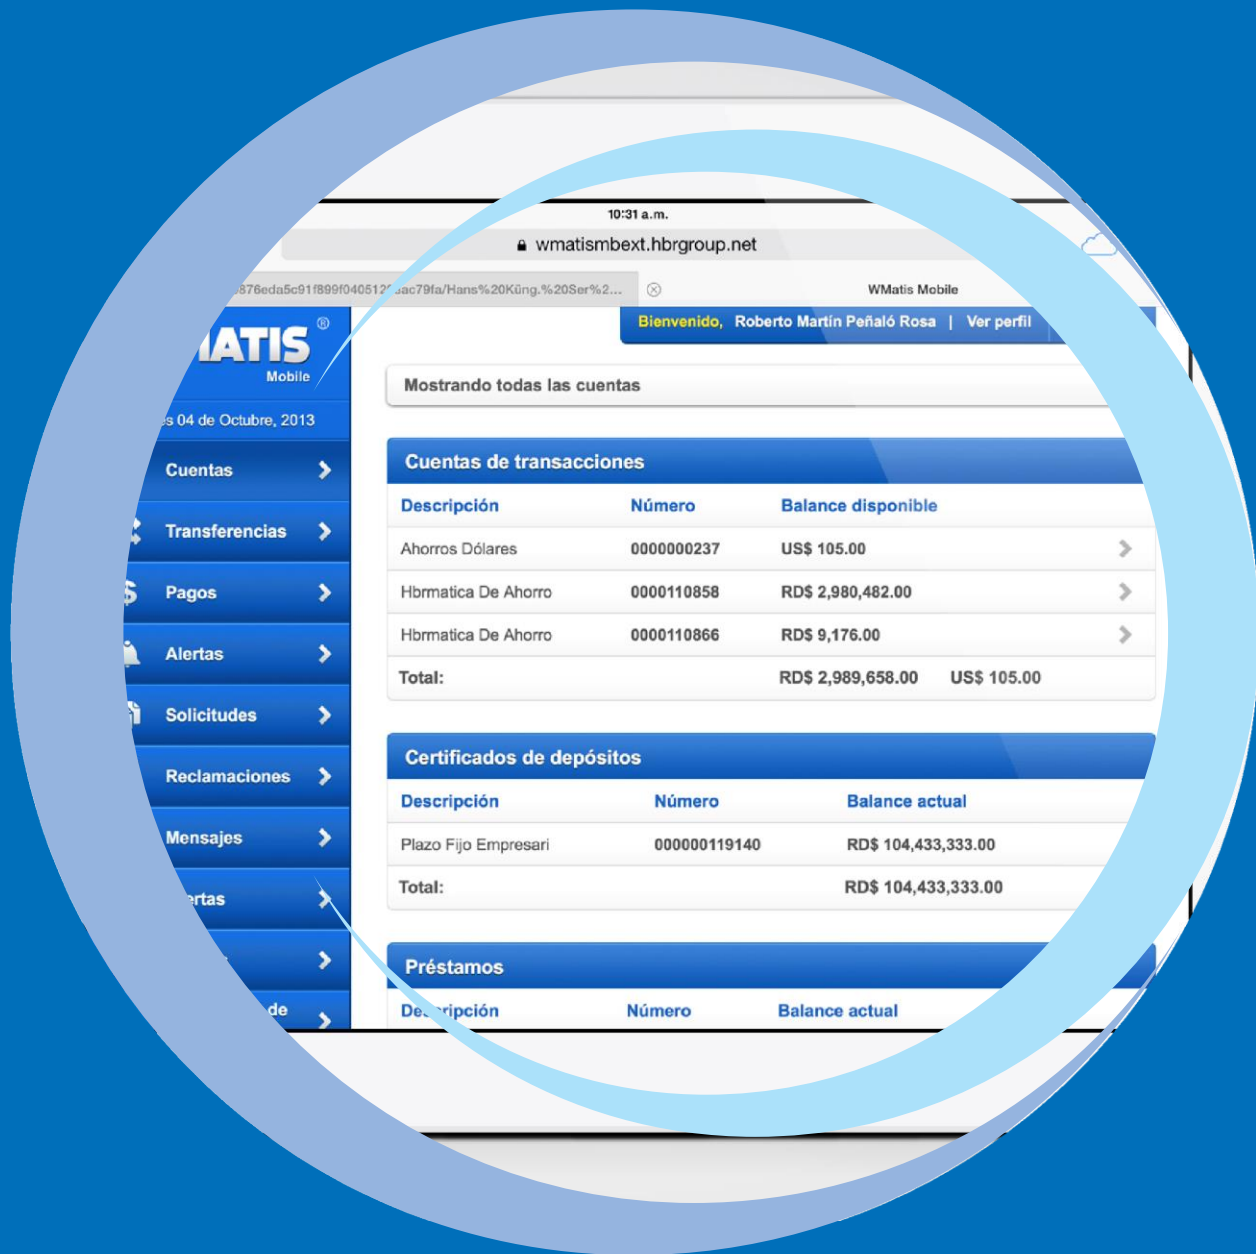 10:31 a.m.
wmatismbext.hbrgroup.net
WMatis Mobile
Bienvenido, Roberto Martín Peñaló Rosa | Ver perfil
Mobile
04 de Octubre, 2013
Mostrando todas las cuentas
Cuentas
Transferencias
Pagos
Alertas
Solicitudes
Reclamaciones
Mensajes
de
Cuentas de transacciones
Descripción Número Balance disponible
Ahorros Dólares 0000000237 US$ 105.00
Hbrmatica De Ahorro 0000110858 RD$ 2,980,482.00
Hbrmatica De Ahorro 0000110866 RD$ 9,176.00
Total: RD$ 2,989,658.00 US$ 105.00
Certificados de depósitos
Descripción Número Balance actual
Plazo Fijo Empresari 000000119140 RD$ 104,433,333.00
Total: RD$ 104,433,333.00
Préstamos
Descripción Número Balance actual